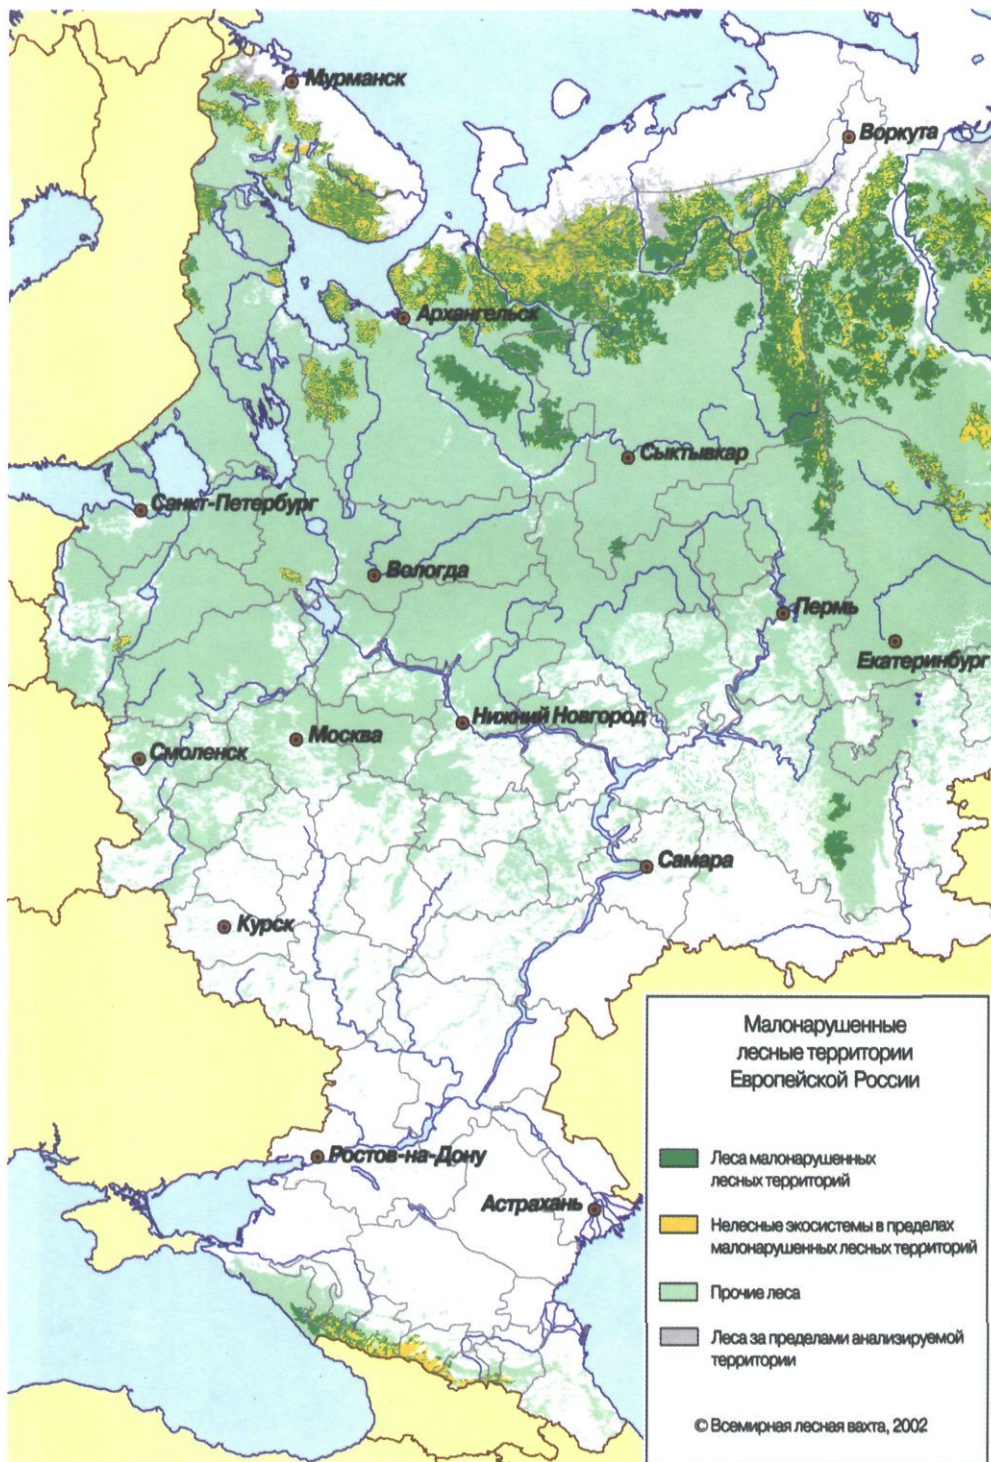 Мурманск
Воркута
Архангельск
Сыктывкар
Санкт-Петербург
Вологда
Пермь
Екатеринбург
Нижний Новгород
Москва
Смоленск
Самара
Курск
Ростов-на-Дону
Астрахань
Малонарушенные
лесные территории
Европейской России
Леса малонарушенных
лесных территорий
Нелесные экосистемы в пределах
малонарушенных лесных территорий
Прочие леса
Леса за пределами анализируемой
территории
© Всемирная лесная вахта, 2002